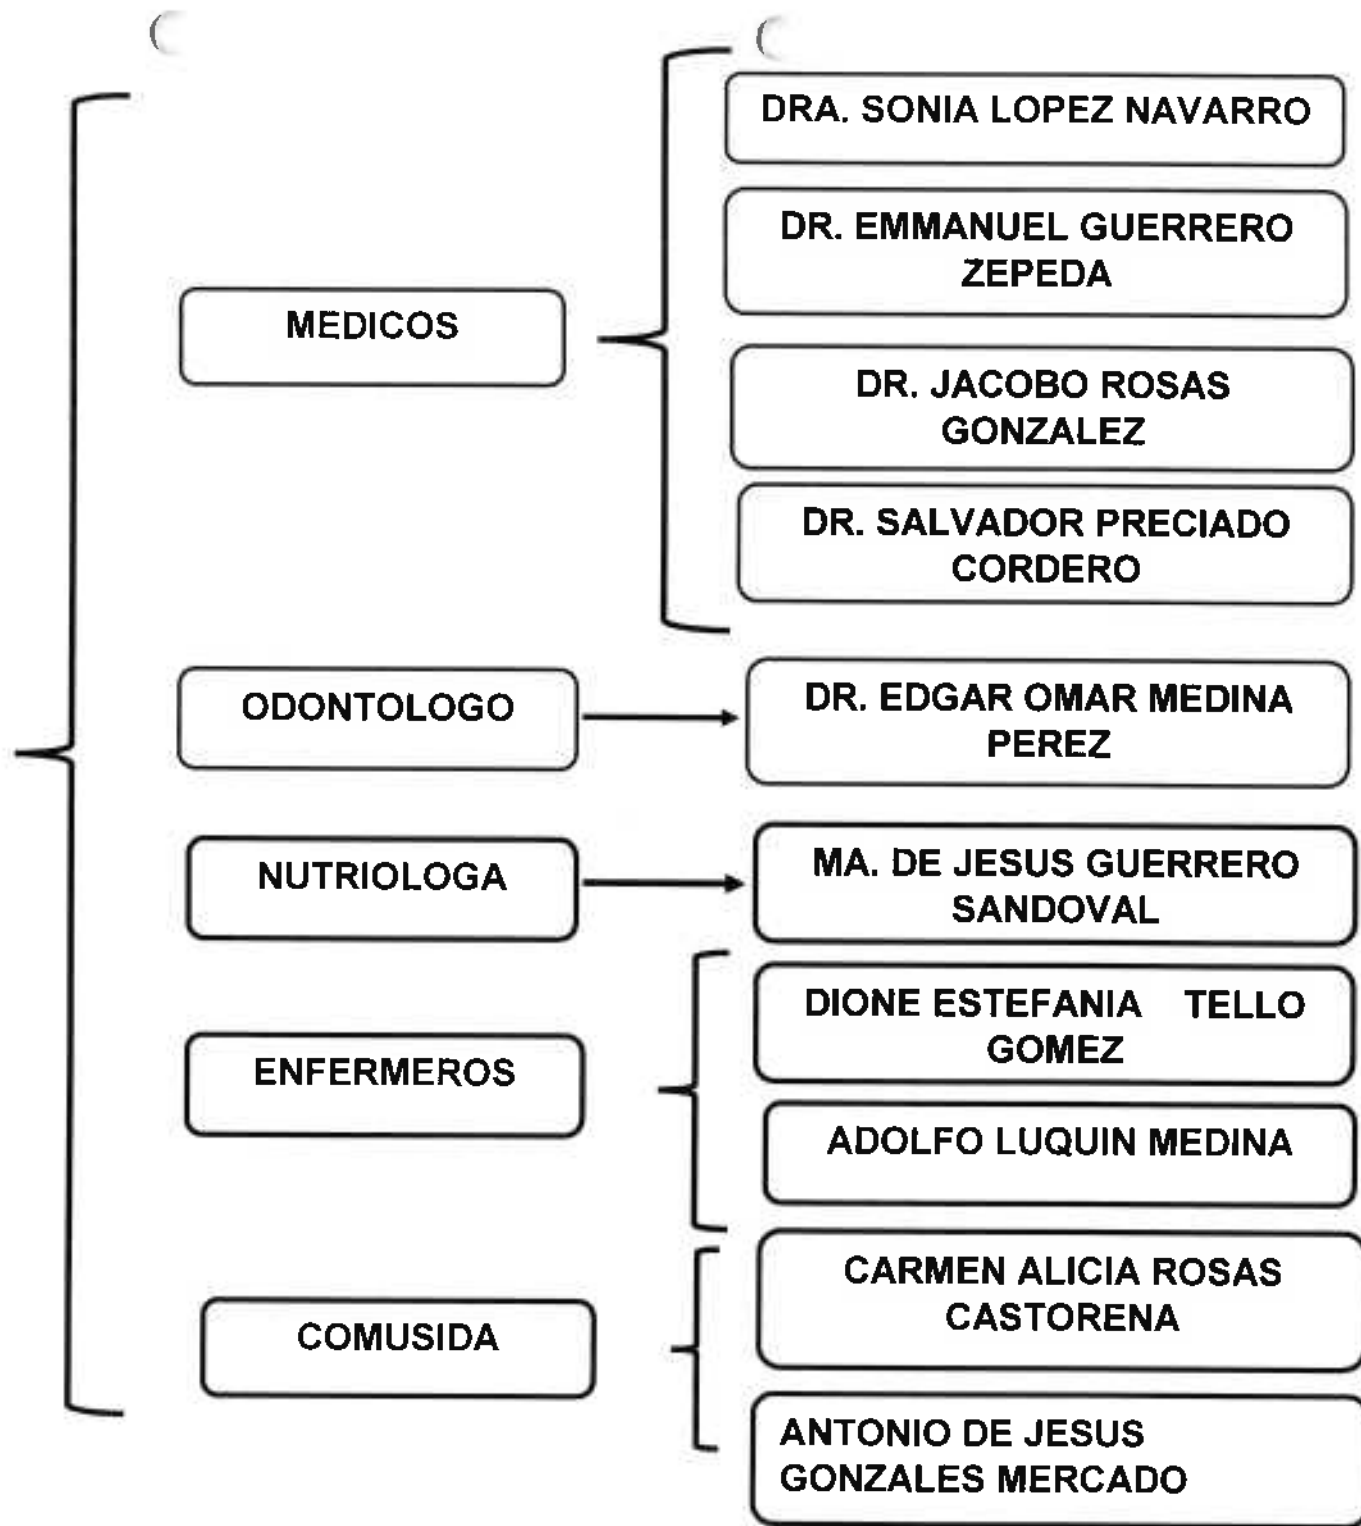 MEDICOS
DRA. SONIA LOPEZ NAVARRO
DR. EMMANUEL GUERRERO
ZEPEDA
DR. JACOBO ROSAS
GONZALEZ
DR. SALVADOR PRECIADO
CORDERO
ODONTOLOGO
DR. EDGAR OMAR MEDINA
PEREZ
NUTRIOLOGA
MA. DE JESUS GUERRERO
SANDOVAL
ENFERMEROS
DIONE ESTEFANIA TELLO
GOMEZ
ADOLFO LUQUIN MEDINA
COMUSIDA
CARMEN ALICIA ROSAS
CASTORENA
ANTONIO DE JESUS
GONZALES MERCADO